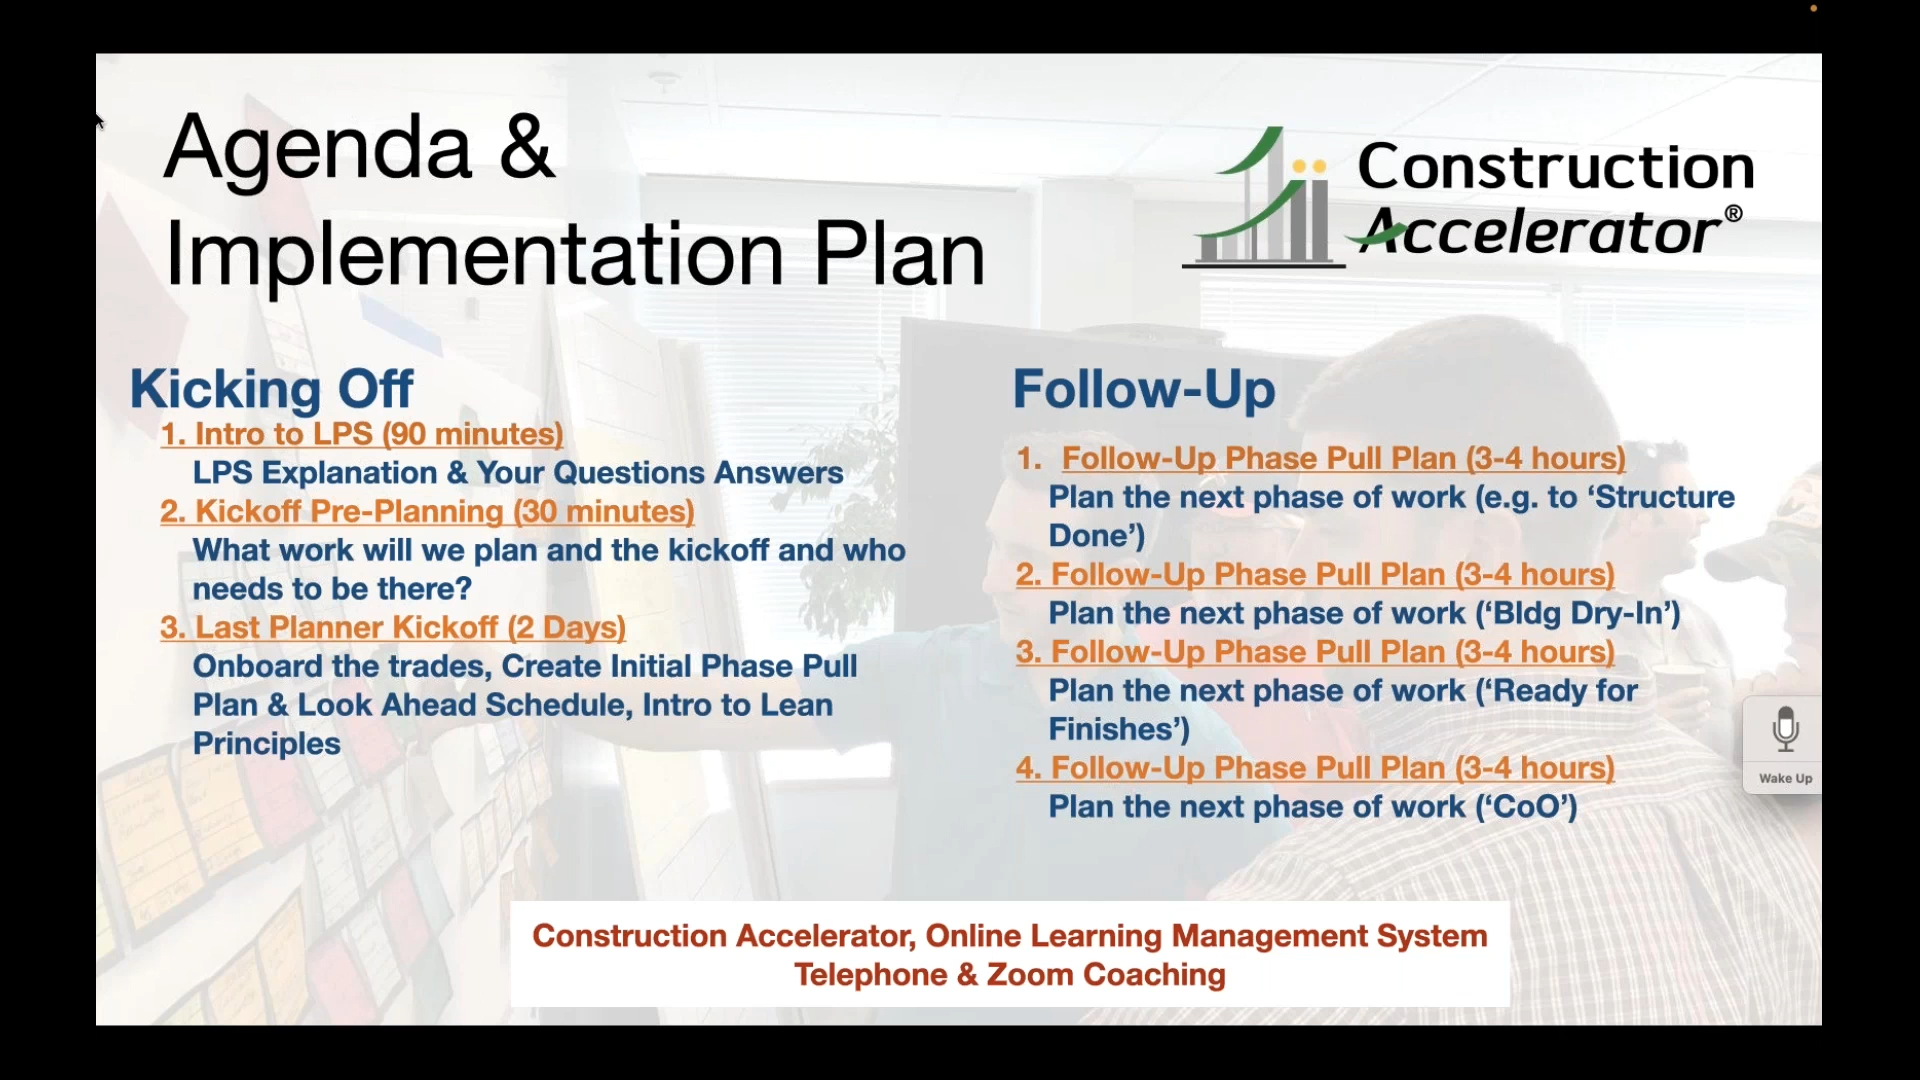 Agenda &
Implementation Plan
Construction
Accelerator®
Kicking Off
1. Intro to LPS (90 minutes)
LPS Explanation & Your Questions Answers
2. Kickoff Pre-Planning (30 minutes)
What work will we plan and the kickoff and who
needs to be there?
3. Last Planner Kickoff (2 Days)
Onboard the trades, Create Initial Phase Pull
Plan & Look Ahead Schedule, Intro to Lean
Principles
Follow-Up
1. Follow-Up Phase Pull Plan (3-4 hours)
Plan the next phase of work (e.g. to ‘Structure
Done’)
2. Follow-Up Phase Pull Plan (3-4 hours)
Plan the next phase of work (‘Bldg Dry-In’)
3. Follow-Up Phase Pull Plan (3-4 hours)
Plan the next phase of work (‘Ready for
Finishes’)
4. Follow-Up Phase Pull Plan (3-4 hours)
Plan the next phase of work (‘CoO’)
Wake Up
Construction Accelerator, Online Learning Management System
Telephone & Zoom Coaching